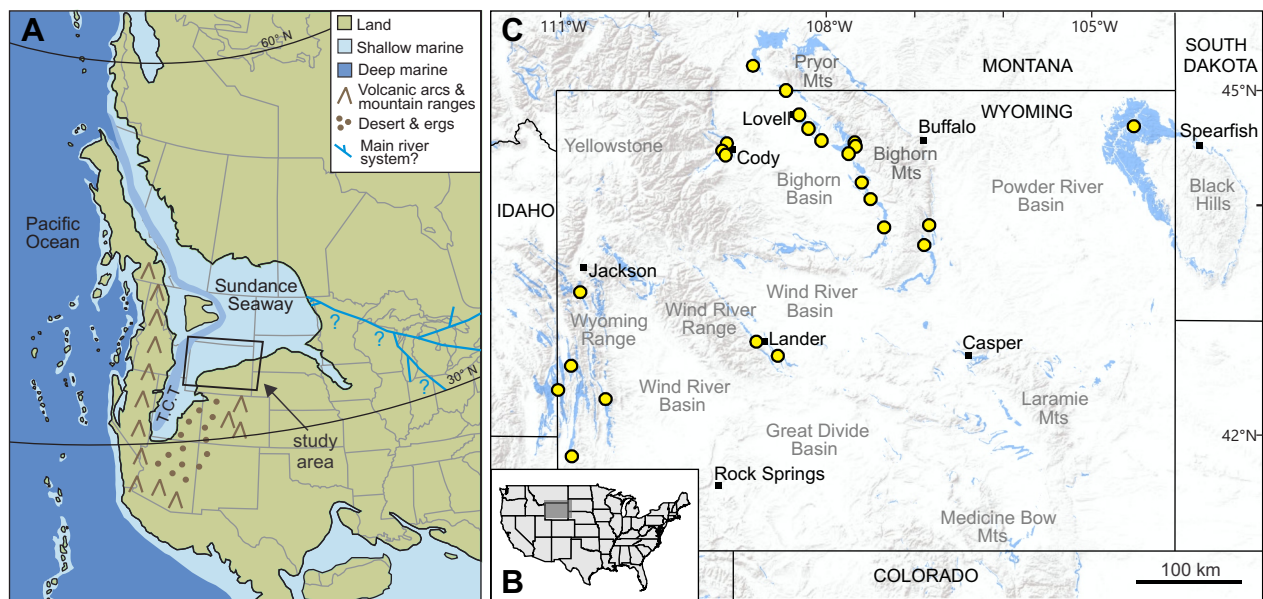 A
60° N
Land
Shallow marine
Deep marine
Volcanic arcs &
mountain ranges
Desert & ergs
Main river
system?
Pacific
Ocean
Sundance
Seaway
?
?
?
T.C.T
30° N
study
area
B
C
111°W
108°W
105°W
SOUTH
DAKOTA
MONTANA
45°N
WYOMING
Pryor
Mts
Lovell
Buffalo
Spearfish
Yellowstone
Cody
Bighorn
Mts
Bighorn
Basin
Powder River
Basin
Black
Hills
IDAHO
Jackson
Wind River
Basin
Wind River
Range
Wyoming
Range
Lander
Casper
Wind River
Basin
Laramie
Mts
Great Divide
Basin
42°N
Rock Springs
Medicine Bow
Mts
COLORADO
100 km